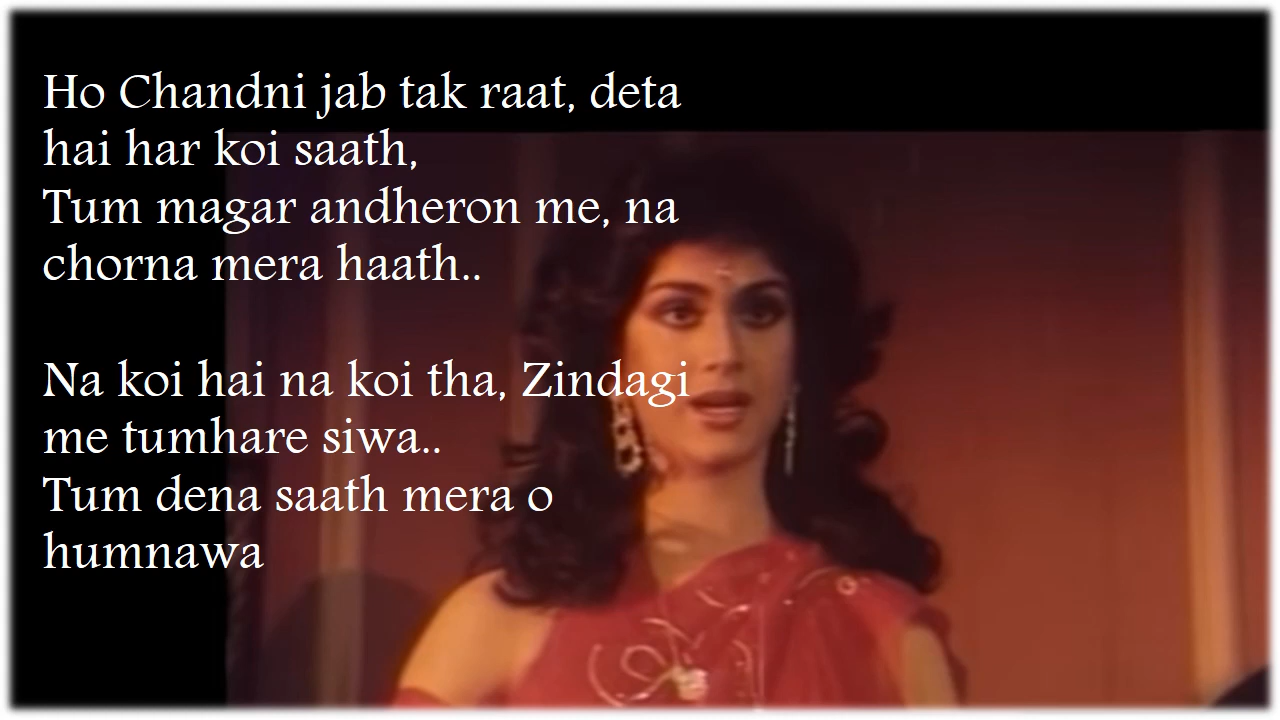 Ho Chandni jab tak raat, deta
hai har koi saath,
Tum magar andheron me, na
chorna mera haath..
Na koi hai na koi tha, Zindagi
me tumhare siwa..
Tum dena saath mera o
humnawa